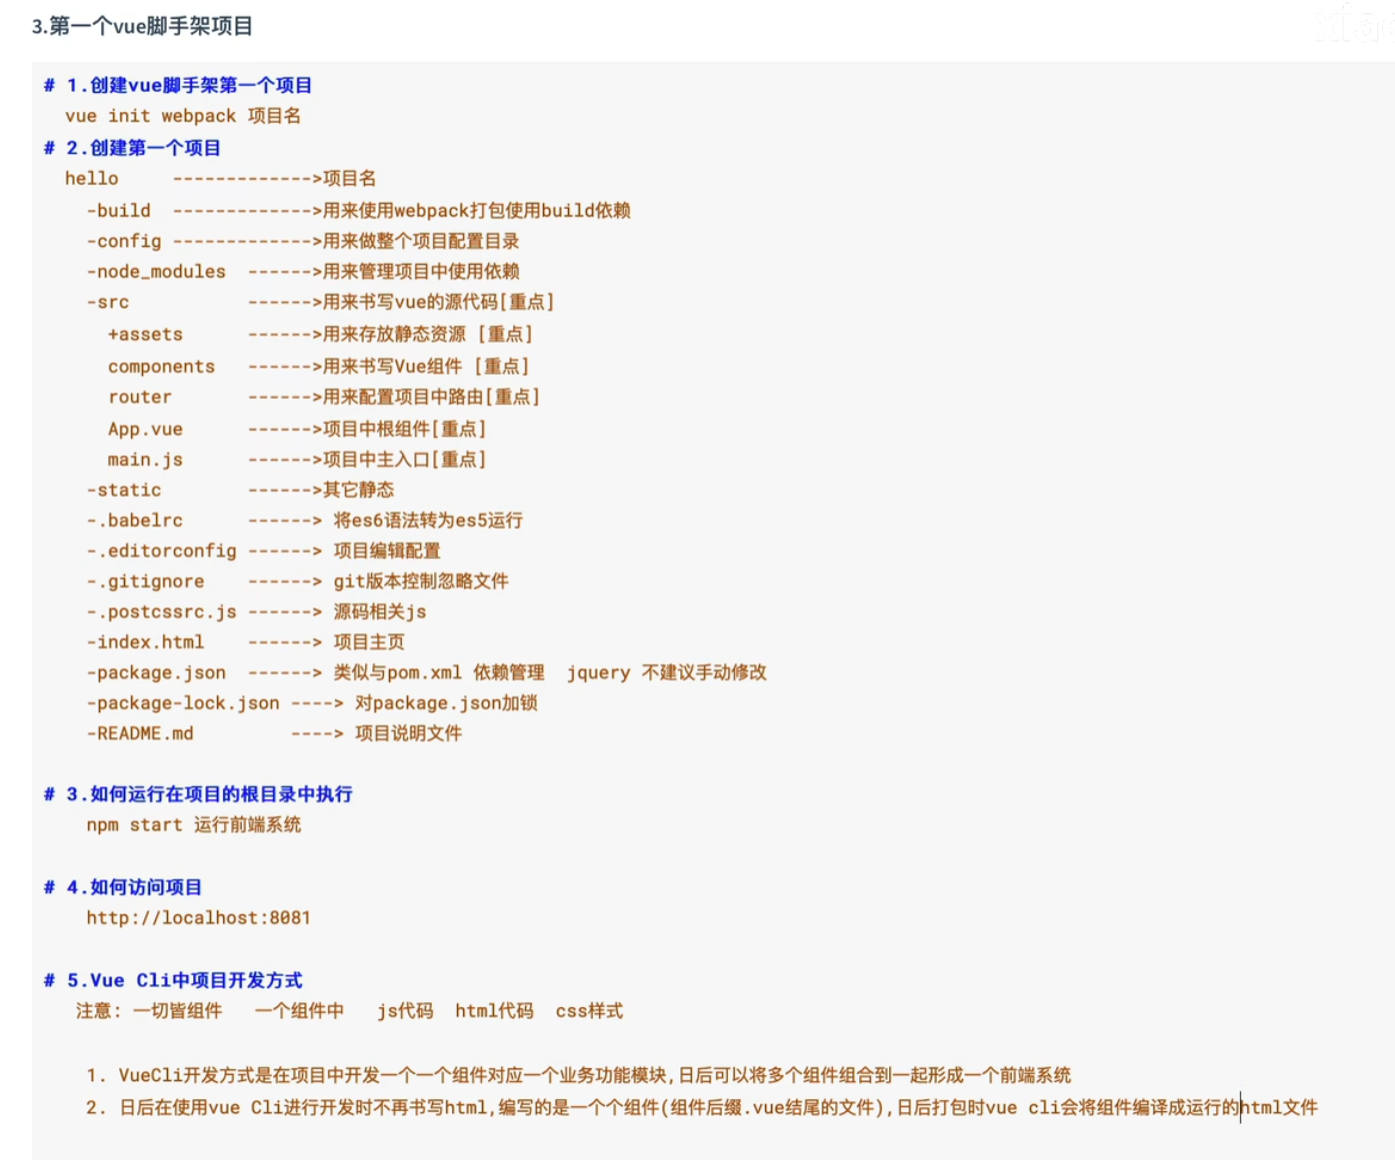 3.第一个vue脚手架项目
# 1.创建vue脚手架第一个项目
vue init webpack 项目名
# 2.创建第一个项目
hello ------------->项目名
-build ------------->用来使用webpack打包使用build依赖
-config ------------->用来做整个项目配置目录
-node_modules ------>用来管理项目中使用依赖
-src ------>用来书写vue的源代码[重点]
+assets ------>用来存放静态资源 [重点]
components ------>用来书写Vue组件 [重点]
router ------>用来配置项目中路由[重点]
App.vue ------>项目中根组件[重点]
main.js ------>项目中主入口[重点]
-static ------>其它静态
-.babelrc ------> 将es6语法转为es5运行
-.editorconfig ------> 项目编辑配置
-.gitignore ------> git版本控制忽略文件
-.postcssrc.js ------> 源码相关js
-index.html ------> 项目主页
-package.json ------> 类似与pom.xml 依赖管理 jquery 不建议手动修改
-package-lock.json ----> 对package.json加锁
-README.md ----> 项目说明文件
# 3.如何运行在项目的根目录中执行
npm start 运行前端系统
# 4.如何访问项目
http://localhost:8081
# 5.Vue Cli中项目开发方式
注意: 一切皆组件 一个组件中 js代码 html代码 css样式
1. VueCli开发方式是在项目中开发一个一个组件对应一个业务功能模块,日后可以将多个组件组合到一起形成一个前端系统
2. 日后在使用vue Cli进行开发时不再书写html,编写的是一个个组件(组件后缀.vue结尾的文件),日后打包时vue cli会将组件编译成运行的html文件